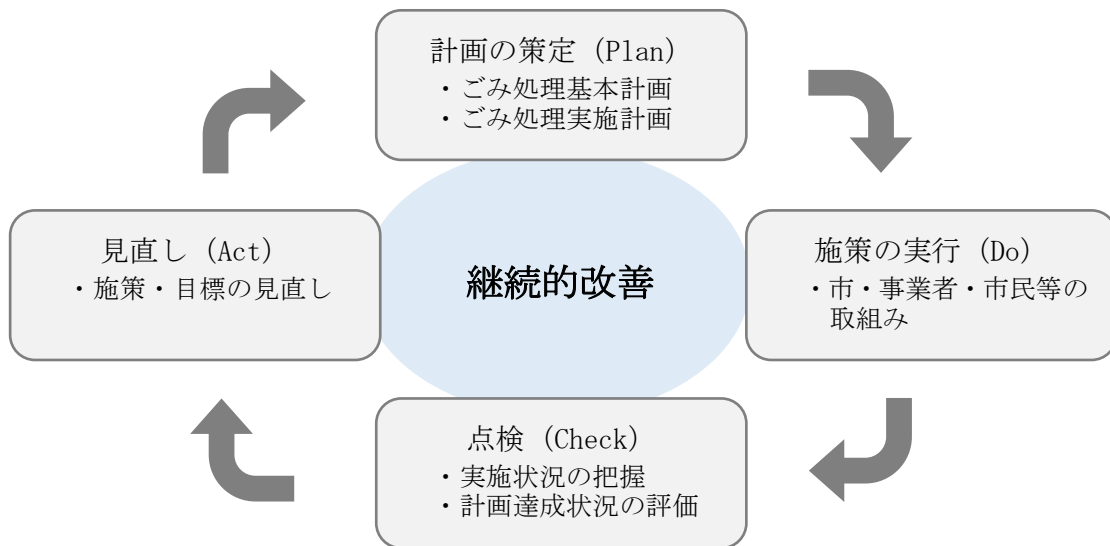 計画の策定（Plan）
・ごみ処理基本計画
・ごみ処理実施計画
見直し（Act）
・施策・目標の見直し
継続的改善
施策の実行（Do）
・市・事業者・市民等の
取組み
点検（Check）
・実施状況の把握
・計画達成状況の評価